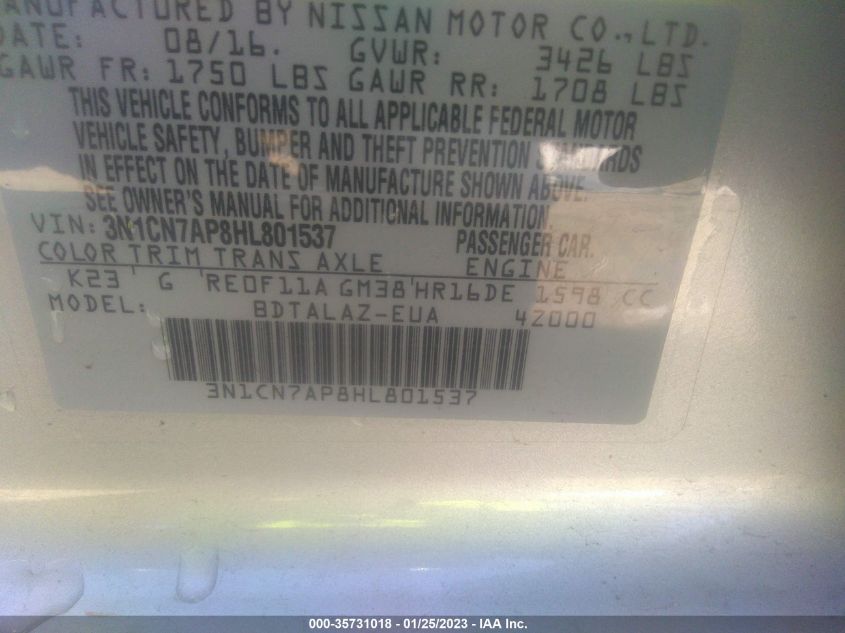 MANUFACTURED BY NISSAN MOTOR CO., LTD.
DATE: 08/16. GVWR: 3426 LBS
GAWR FR: 1750 LBS GAWR RR: 1708 LBS
THIS VEHICLE CONFORMS TO ALL APPLICABLE FEDERAL MOTOR
VEHICLE SAFETY, BUMPER AND THEFT PREVENTION STANDARDS
IN EFFECT ON THE DATE OF MANUFACTURE SHOWN ABOVE.
SEE OWNER'S MANUAL FOR ADDITIONAL INFORMATION.
VIN: 3N1CN7AP8HL801537 PASSENGER CAR.
COLOR TRIM TRANS AXLE ENGINE
K23 G RE0F11A GM38 HR16DE 1598 CC
MODEL: BDTALAZ-EUA 42000
3N1CN7AP8HL801537
000-35731018 / 01/25/2023 - IAA Inc.